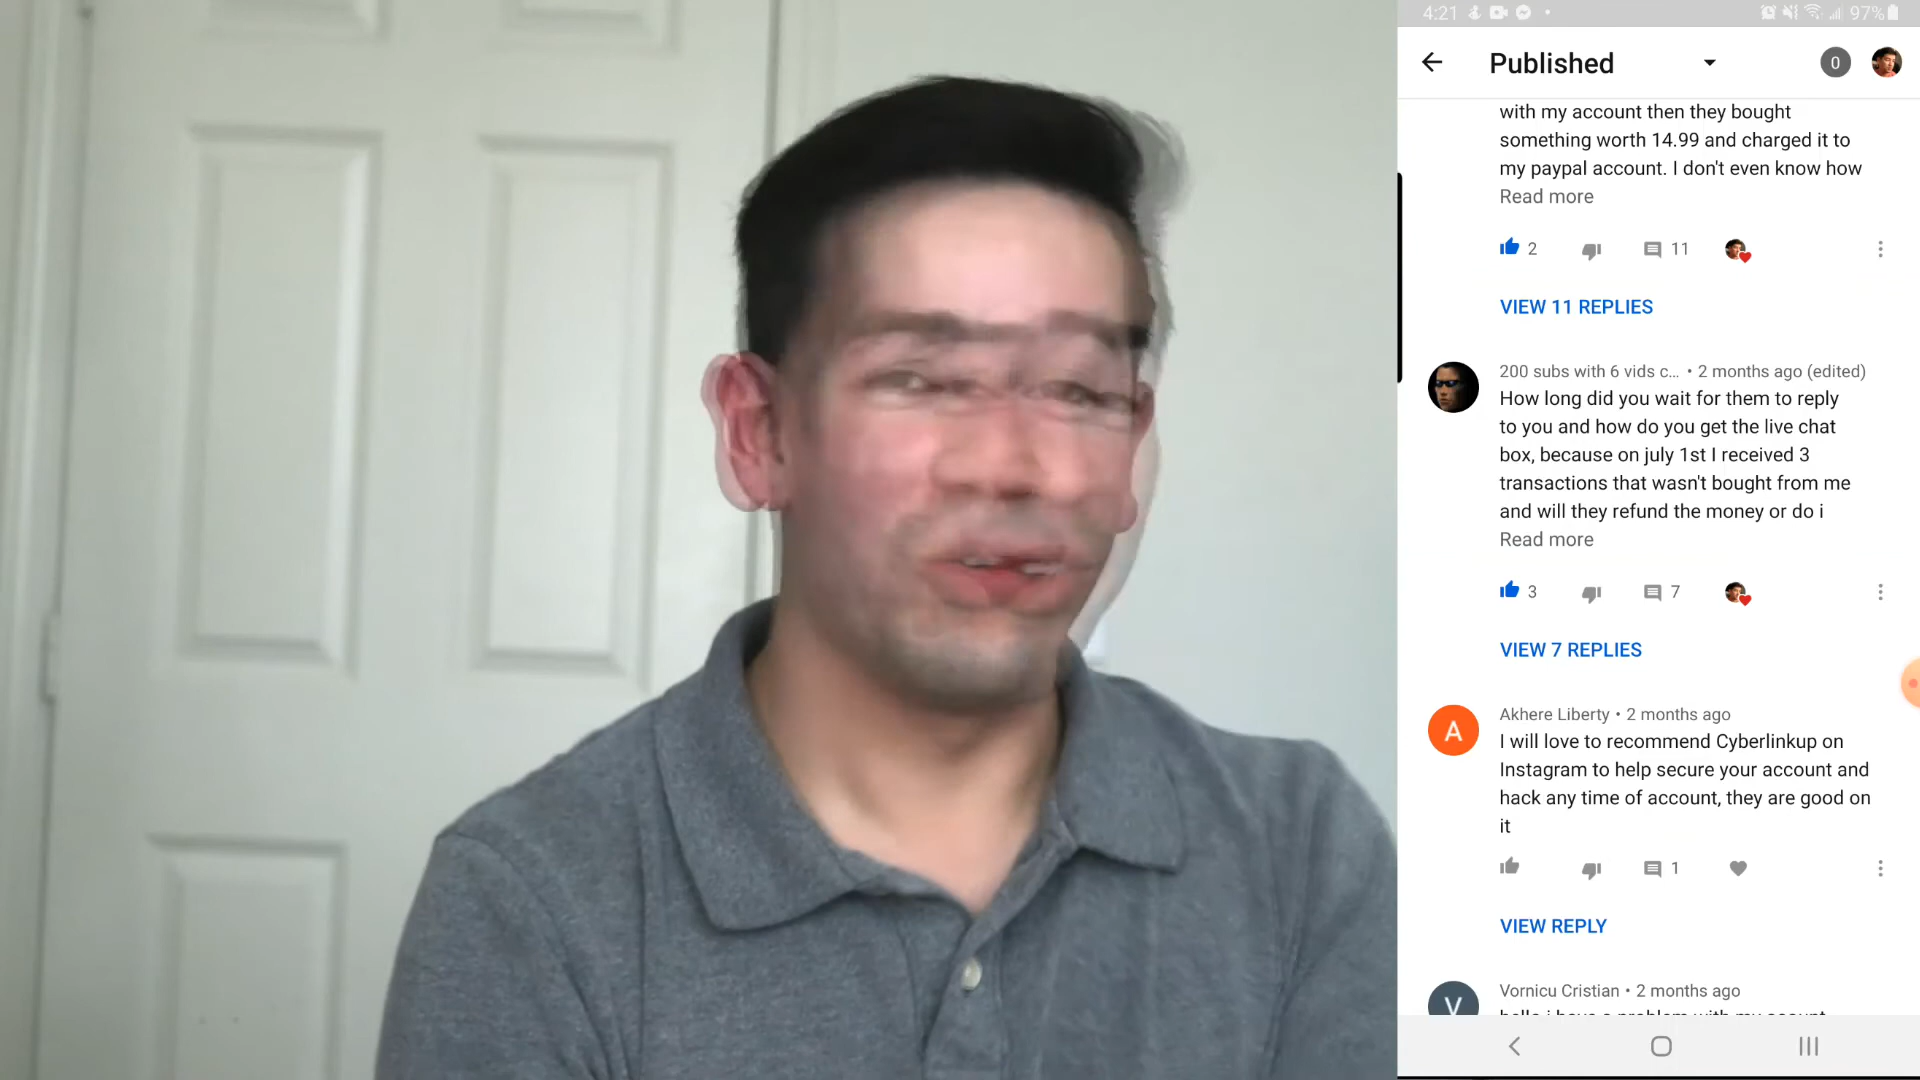 4:21
97%
Published
0
with my account then they bought
something worth 14.99 and charged it to
my paypal account. I don't even know how
Read more
2
11
VIEW 11 REPLIES
200 subs with 6 vids c... • 2 months ago (edited)
How long did you wait for them to reply
to you and how do you get the live chat
box, because on july 1st I received 3
transactions that wasn't bought from me
and will they refund the money or do i
Read more
3
7
VIEW 7 REPLIES
A
Akhere Liberty • 2 months ago
I will love to recommend Cyberlinkup on
Instagram to help secure your account and
hack any time of account, they are good on
it
1
VIEW REPLY
V
Vornicu Cristian • 2 months ago